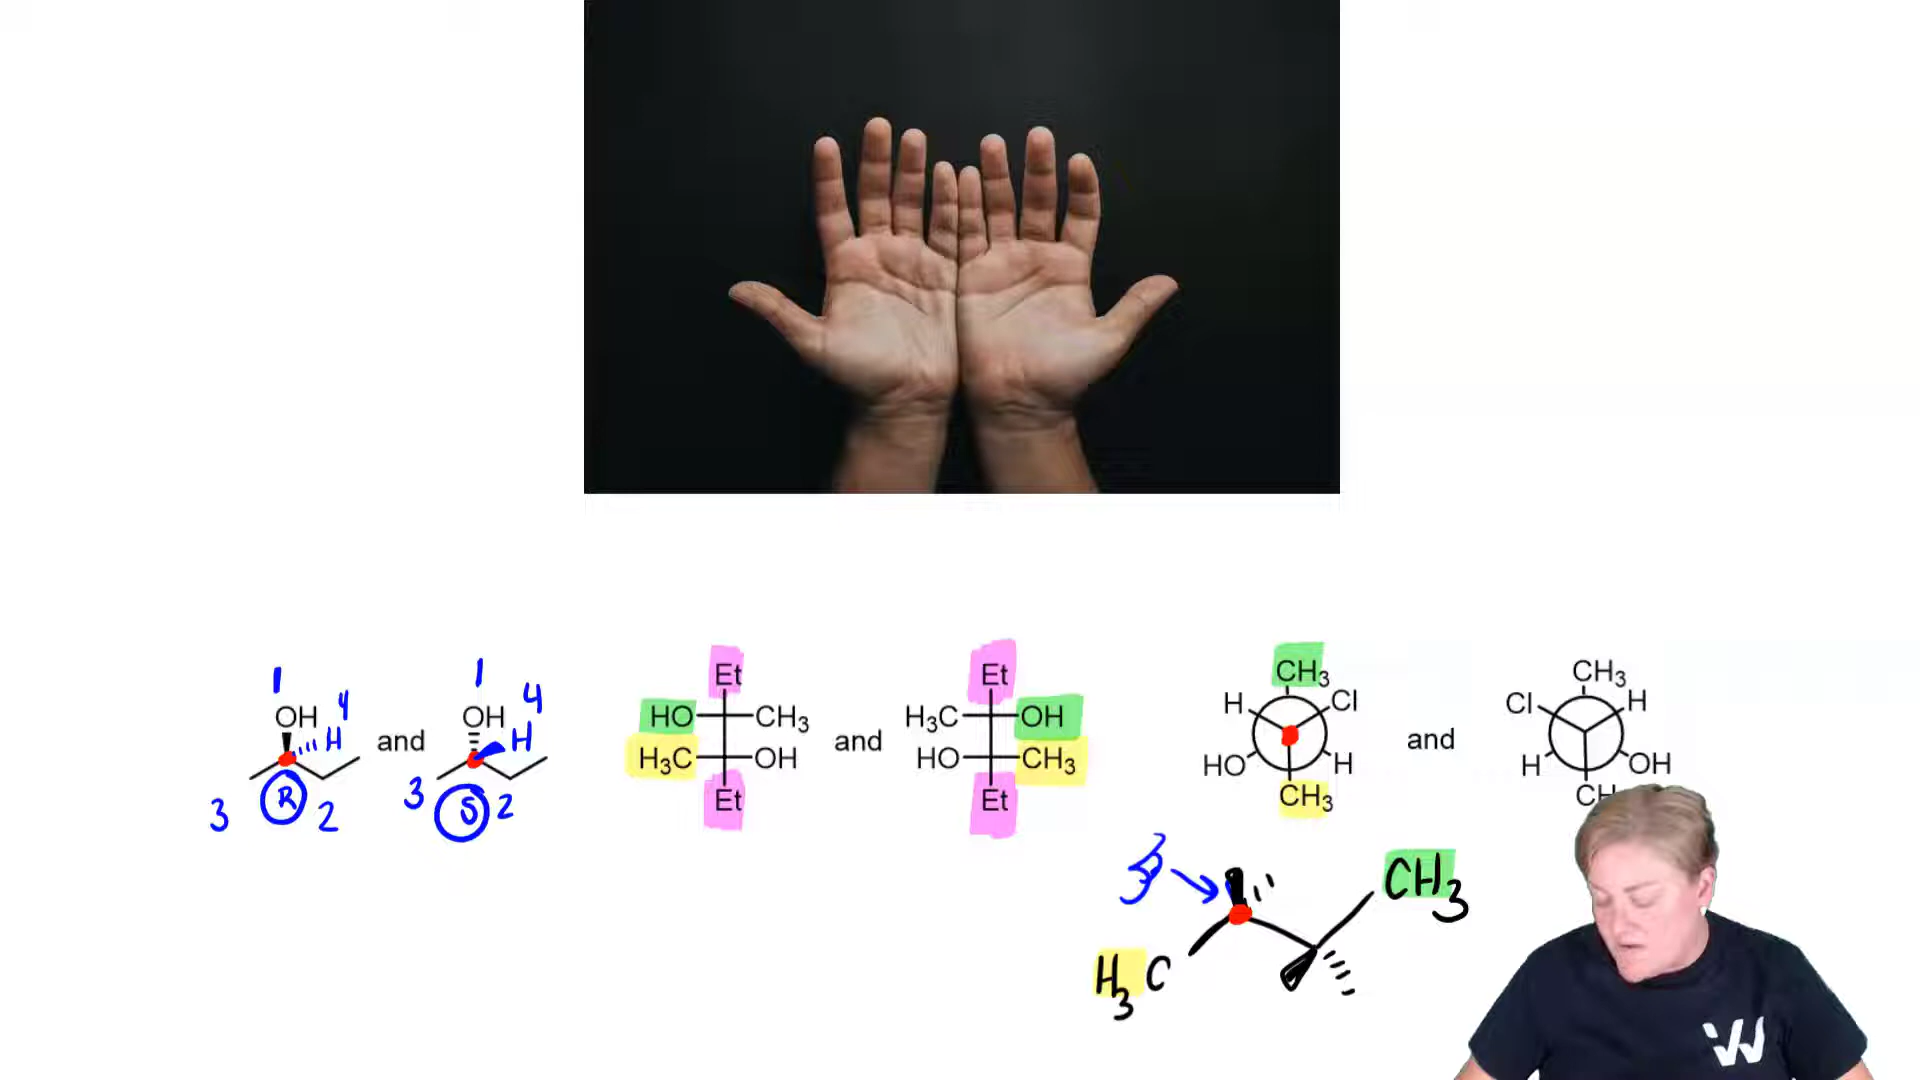 1
OH
4
H
3
R
2
and
1
OH
4
H
3
S
2
Et
HO
CH3
H3C
OH
Et
and
Et
H3C
OH
HO
CH3
Et
CH3
H
Cl
HO
H
CH3
and
CH3
Cl
H
H
OH
CH3
H3C
W